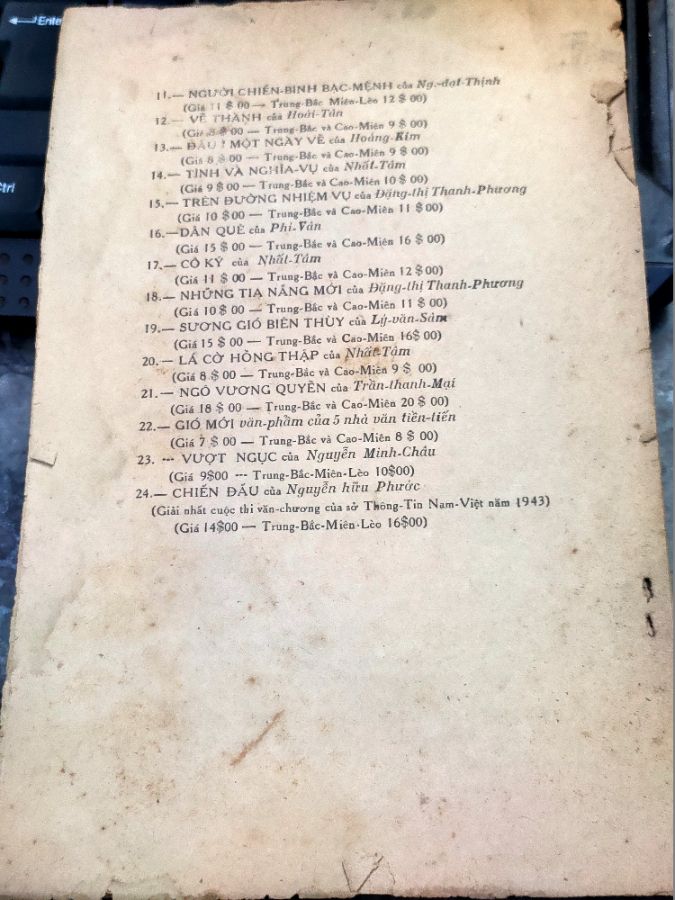 Enter
Ctrl
11.— NGƯỜI CHIẾN-BINH BẠC-MỆNH của Ng.-đạt-Thịnh
(Giá 11 $ 00 — Trung-Bắc Miên-Lèo 12 $ 00)
12.— VỀ THÀNH của Hoài-Tân
(Giá 8 $ 00 — Trung-Bắc và Cao-Miên 9 $ 00)
13.— ĐÂU ! MỘT NGÀY VỀ của Hoàng-Kim
(Giá 8 $ 00 — Trung-Bắc và Cao-Miên 9 $ 00)
14.— TÌNH VÀ NGHĨA-VỤ của Nhất-Tâm
(Giá 9 $ 00 — Trung-Bắc và Cao-Miên 10 $ 00)
15.— TRÊN ĐƯỜNG NHIỆM VỤ của Đặng-thị Thanh-Phương
(Giá 10 $00 — Trung-Bắc và Cao-Miên 11 $ 00)
16.—DÂN QUÊ của Phi-Vân
(Giá 15 $ 00 — Trung-Bắc và Cao-Miên 16 $ 00)
17.— CÔ KỲ của Nhất-Tâm
(Giá 11 $ 00 — Trung-Bắc và Cao-Miên 12 $ 00)
18.— NHỮNG TIA NẮNG MỚI của Đặng-thị Thanh-Phương
(Giá 10 $ 00 — Trung-Bắc và Cao-Miên 11 $ 00)
19.— SƯƠNG GIÓ BIÊN THÙY của Lý-văn-Sâm
(Giá 15 $ 00 — Trung-Bắc và Cao-Miên 16$ 00)
20.— LÁ CỜ HỒNG THẬP của Nhất-Tâm
(Giá 8 $ 00 — Trung-Bắc và Cao-Miên 9 $ 00)
21.— NGÔ VƯƠNG QUYỀN của Trần-thanh-Mại
(Giá 18 $ 00 — Trung-Bắc và Cao-Miên 20 $ 00)
22.— GIÓ MỚI văn-phẩm của 5 nhà văn tiền-tiến
(Giá 7 $ 00 — Trung-Bắc và Cao-Miên 8 $ 00)
23. --- VƯỢT NGỤC của Nguyễn Minh-Châu
(Giá 9$00 --- Trung-Bắc-Miên-Lèo 10$00)
24.— CHIẾN ĐẤU của Nguyễn hữu Phước
(Giải nhất cuộc thi văn-chương của sở Thông-Tin Nam-Việt năm 1943)
(Giá 14$00 — Trung-Bắc-Miên-Lèo 16$00)